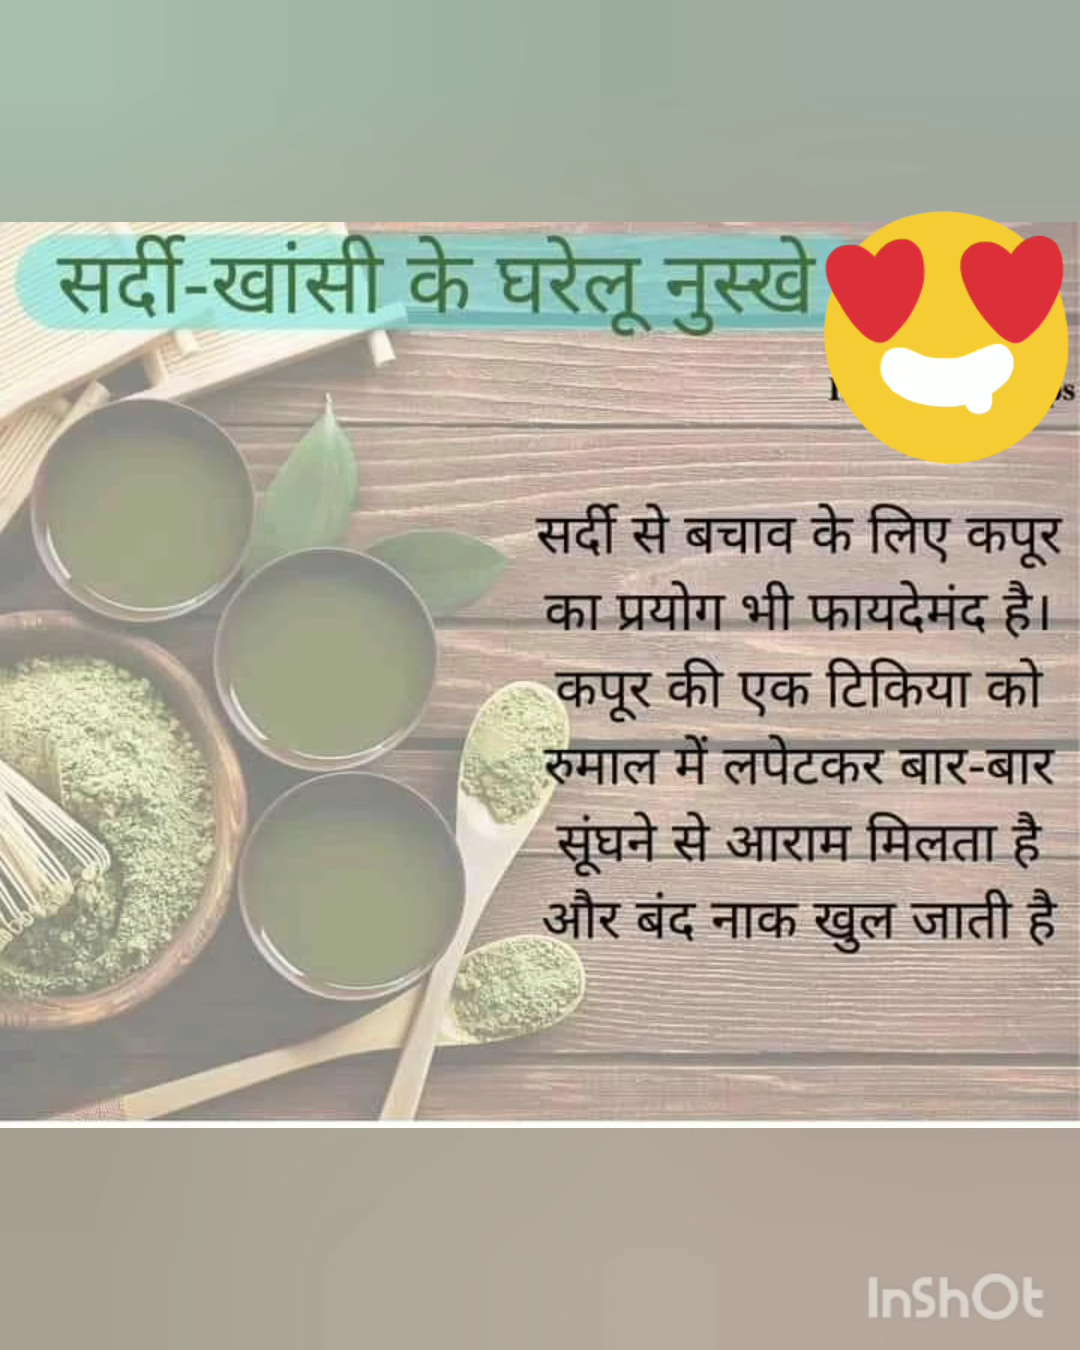 सर्दी-खांसी के घरेलू नुस्खे
सर्दी से बचाव के लिए कपूर
का प्रयोग भी फायदेमंद है।
कपूर की एक टिकिया को
रुमाल में लपेटकर बार-बार
सूंघने से आराम मिलता है
और बंद नाक खुल जाती है
InShOt